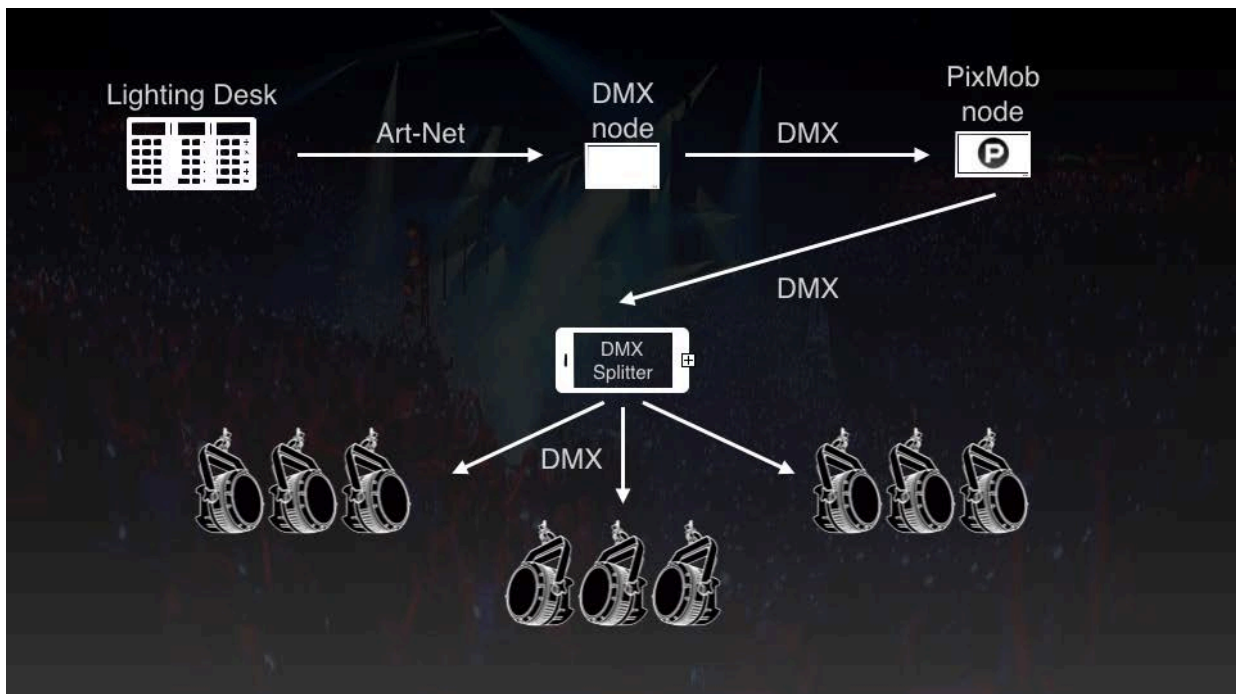 Lighting Desk
Art-Net
DMX
node
DMX
PixMob
node
P
DMX
DMX
Splitter
DMX